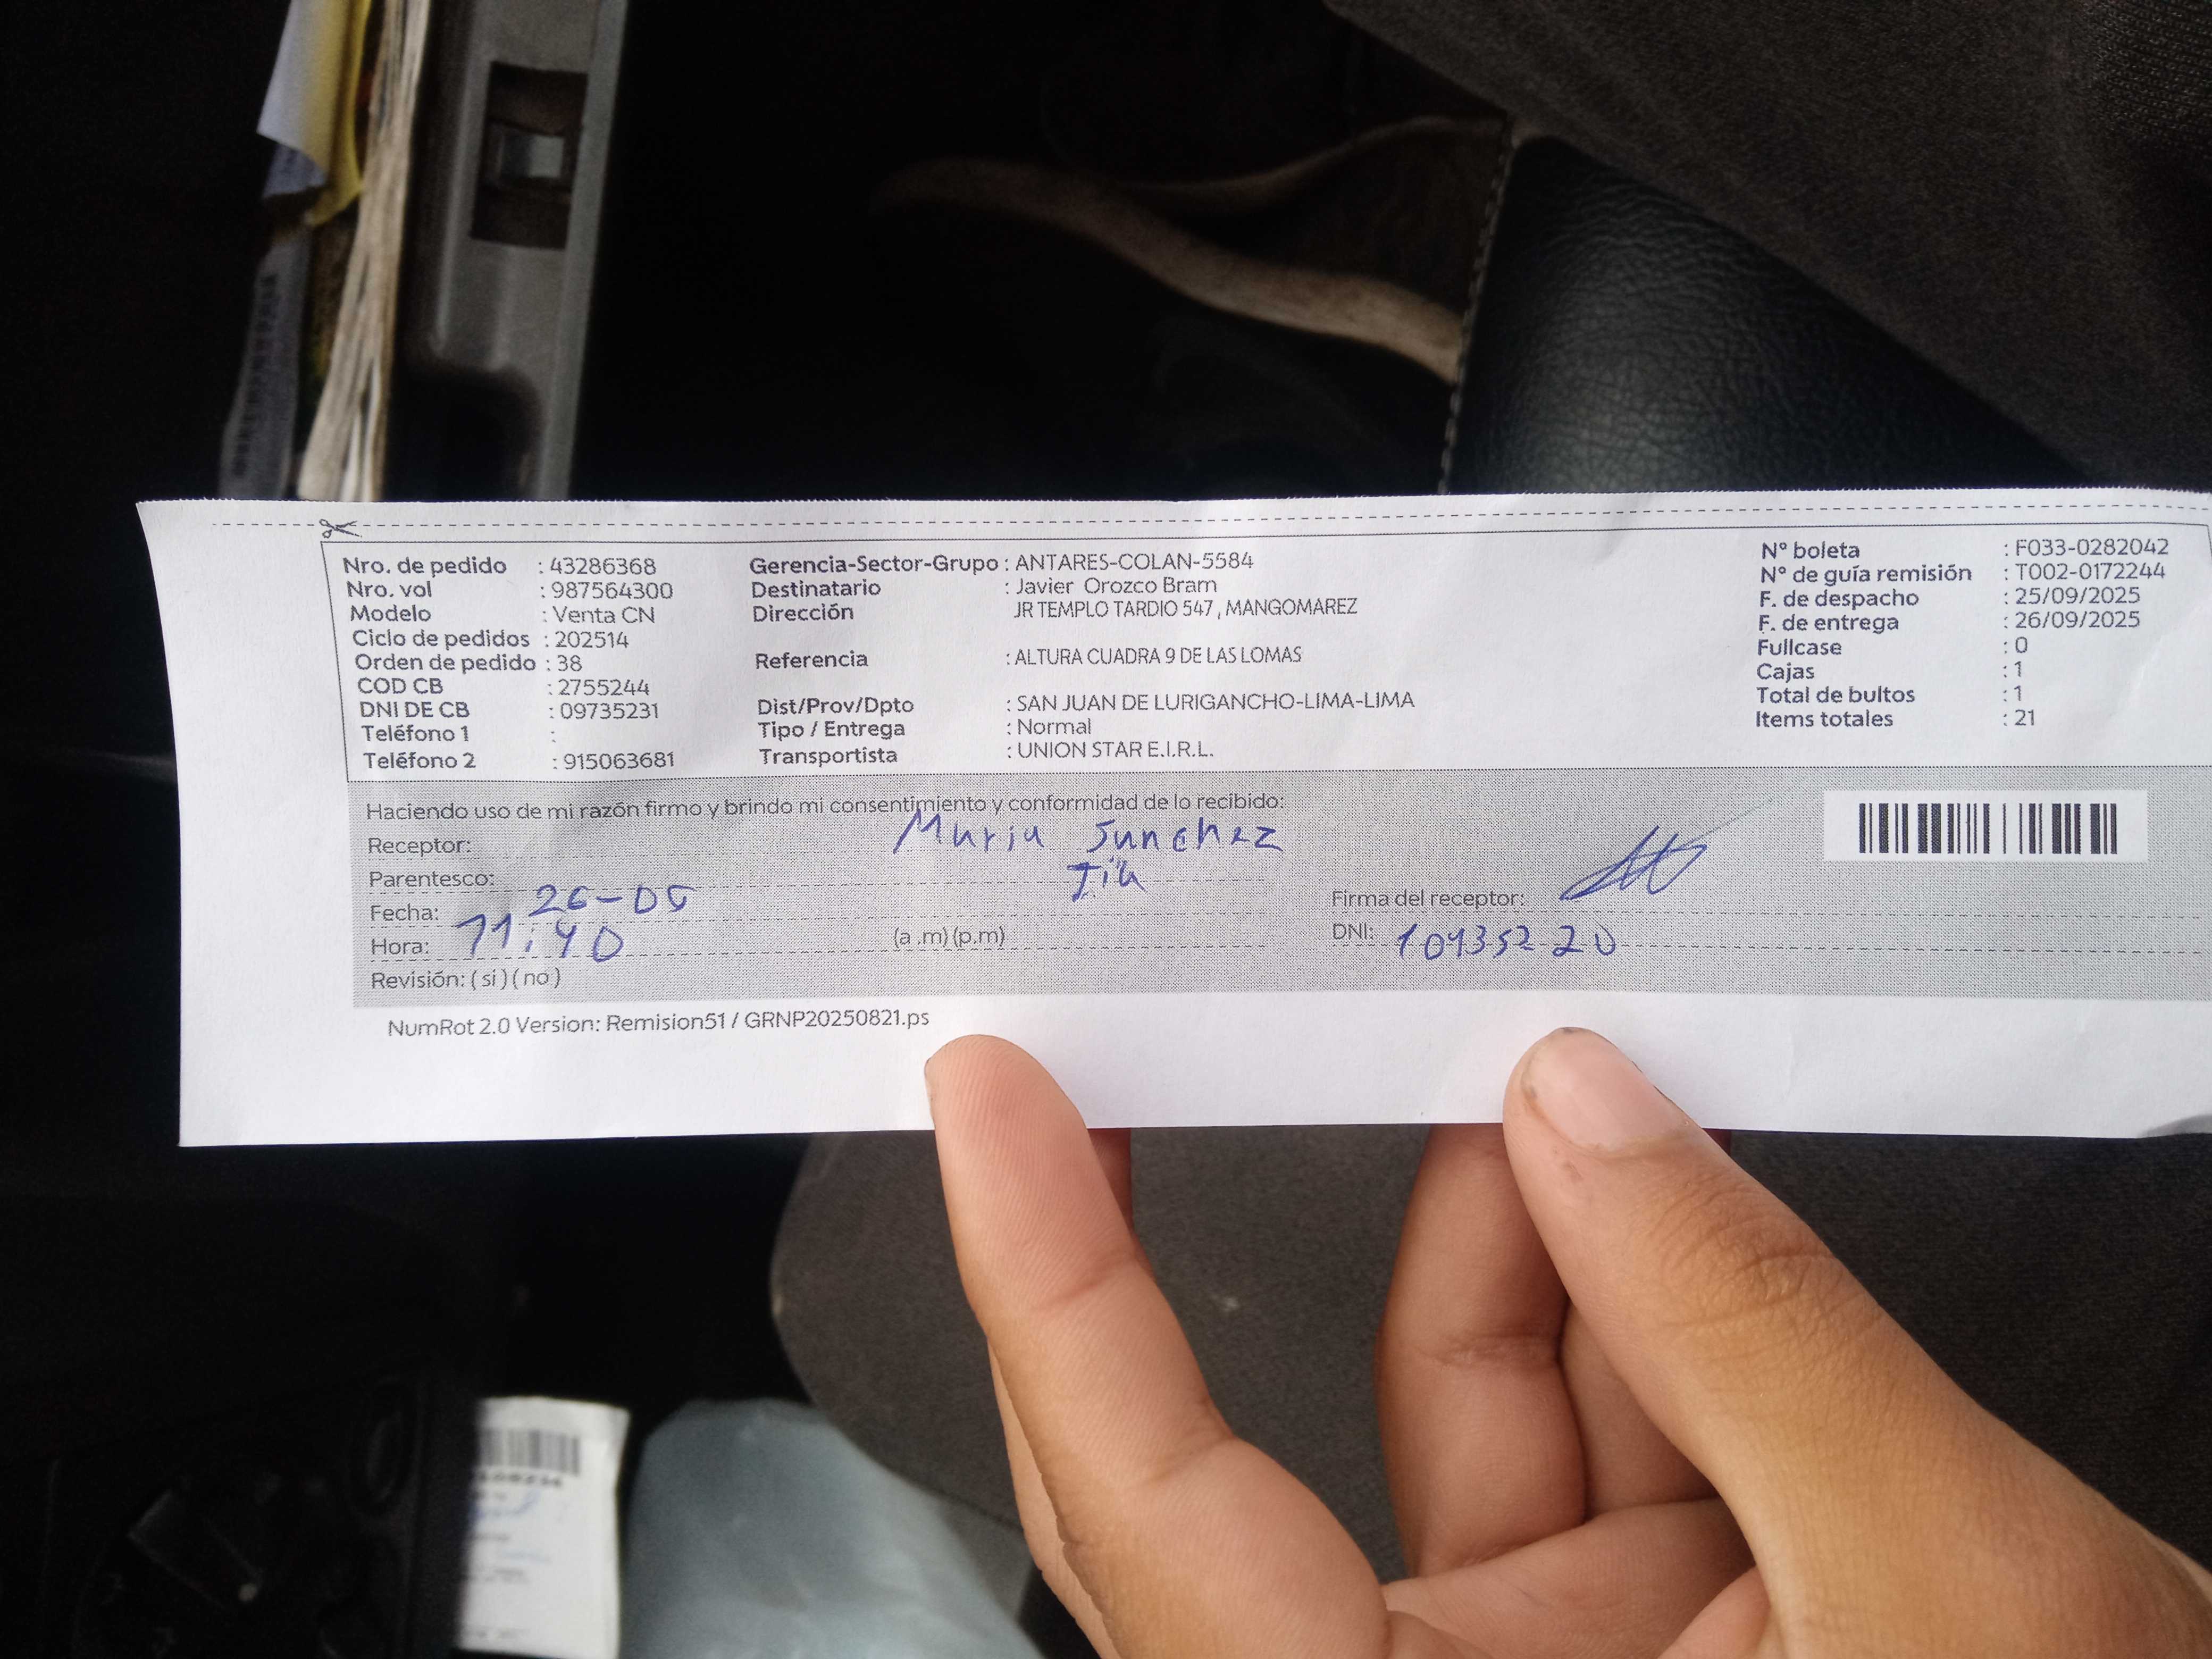 Nro. de pedido : 43286368
Nro. vol : 987564300
Modelo : Venta CN
Ciclo de pedidos : 202514
Orden de pedido : 38
COD CB : 2755244
DNI DE CB : 09735231
Teléfono 1 :
Teléfono 2 : 915063681
Gerencia-Sector-Grupo : ANTARES-COLAN-5584
Destinatario : Javier Orozco Bram
Dirección JR TEMPLO TARDIO 547 , MANGOMAREZ
Referencia : ALTURA CUADRA 9 DE LAS LOMAS
Dist/Prov/Dpto : SAN JUAN DE LURIGANCHO-LIMA-LIMA
Tipo / Entrega : Normal
Transportista : UNION STAR E.I.R.L.
N° boleta : F033-0282042
N° de guía remisión : T002-0172244
F. de despacho : 25/09/2025
F. de entrega : 26/09/2025
Fullcase : 0
Cajas : 1
Total de bultos : 1
Items totales : 21
Haciendo uso de mi razón firmo y brindo mi consentimiento y conformidad de lo recibido:
Receptor: Maria Sanchez
Parentesco: Tia
Fecha:
Hora: 11:40 (a .m) (p.m)
Revisión: ( si ) ( no )
Firma del receptor:
DNI: 10935220
NumRot 2.0 Version: Remision51 / GRNP20250821.ps